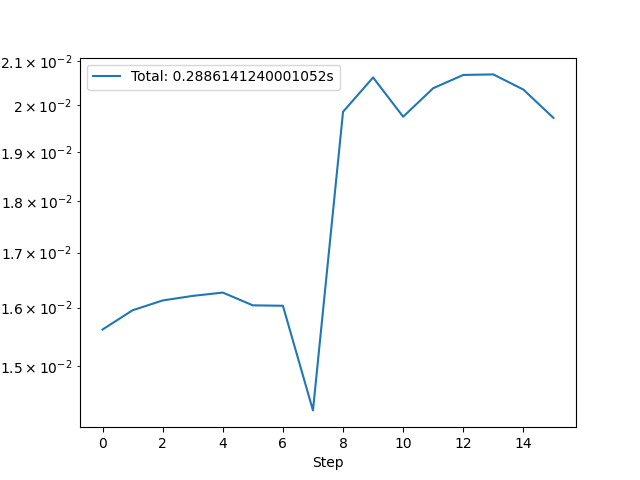 Total: 0.2886141240001052s
2.1 × 10⁻²
2 × 10⁻²
1.9 × 10⁻²
1.8 × 10⁻²
1.7 × 10⁻²
1.6 × 10⁻²
1.5 × 10⁻²
0 2 4 6 8 10 12 14
Step